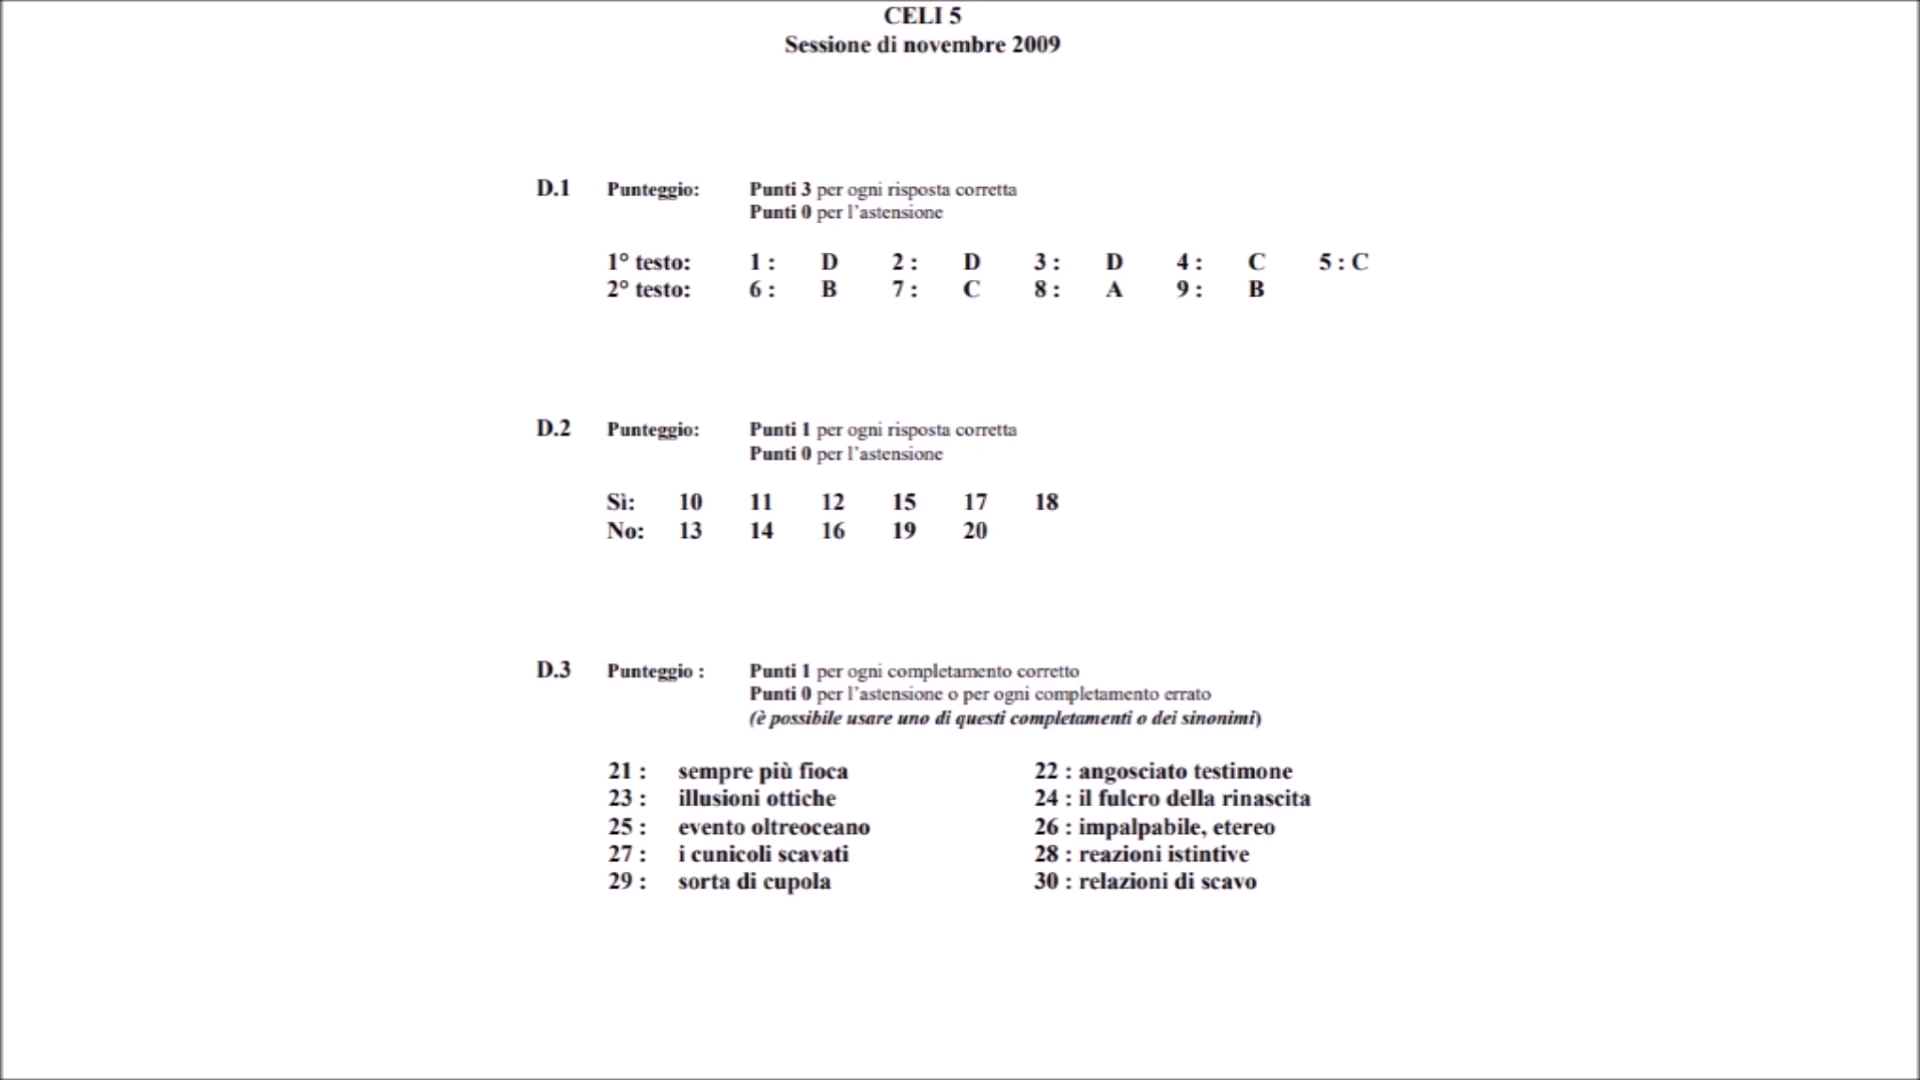 CELI 5
Sessione di novembre 2009
D.1 Punteggio: Punti 3 per ogni risposta corretta
Punti 0 per l'astensione
1° testo: 1 : D 2 : D 3 : D 4 : C 5 : C
2° testo: 6 : B 7 : C 8 : A 9 : B
D.2 Punteggio: Punti 1 per ogni risposta corretta
Punti 0 per l'astensione
Sì: 10 11 12 15 17 18
No: 13 14 16 19 20
D.3 Punteggio : Punti 1 per ogni completamento corretto
Punti 0 per l'astensione o per ogni completamento errato
(è possibile usare uno di questi completamenti o dei sinonimi)
21 : sempre più fioca 22 : angosciato testimone
23 : illusioni ottiche 24 : il fulcro della rinascita
25 : evento oltreoceano 26 : impalpabile, etereo
27 : i cunicoli scavati 28 : reazioni istintive
29 : sorta di cupola 30 : relazioni di scavo